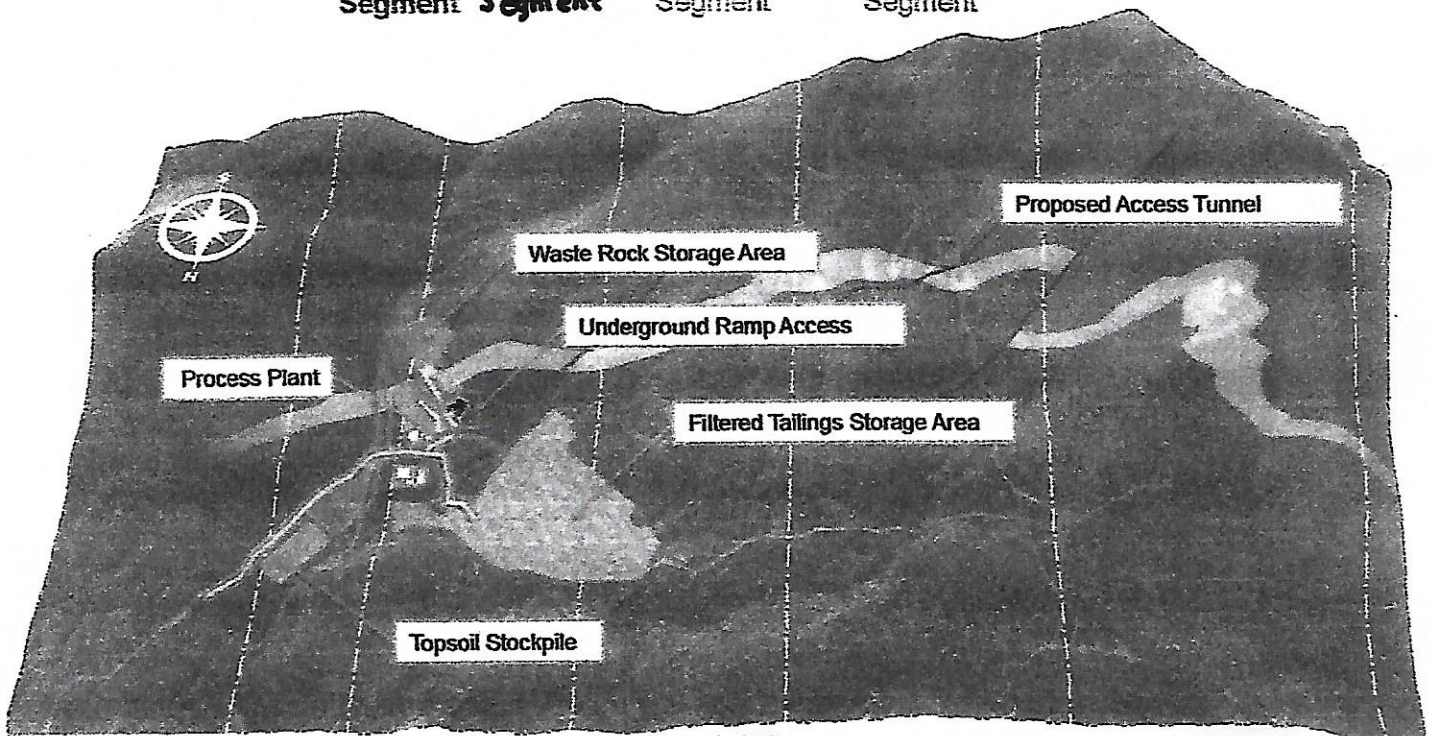 Segment Segment Segment Segment
S
N
Proposed Access Tunnel
Waste Rock Storage Area
Underground Ramp Access
Process Plant
Filtered Tailings Storage Area
Topsoil Stockpile